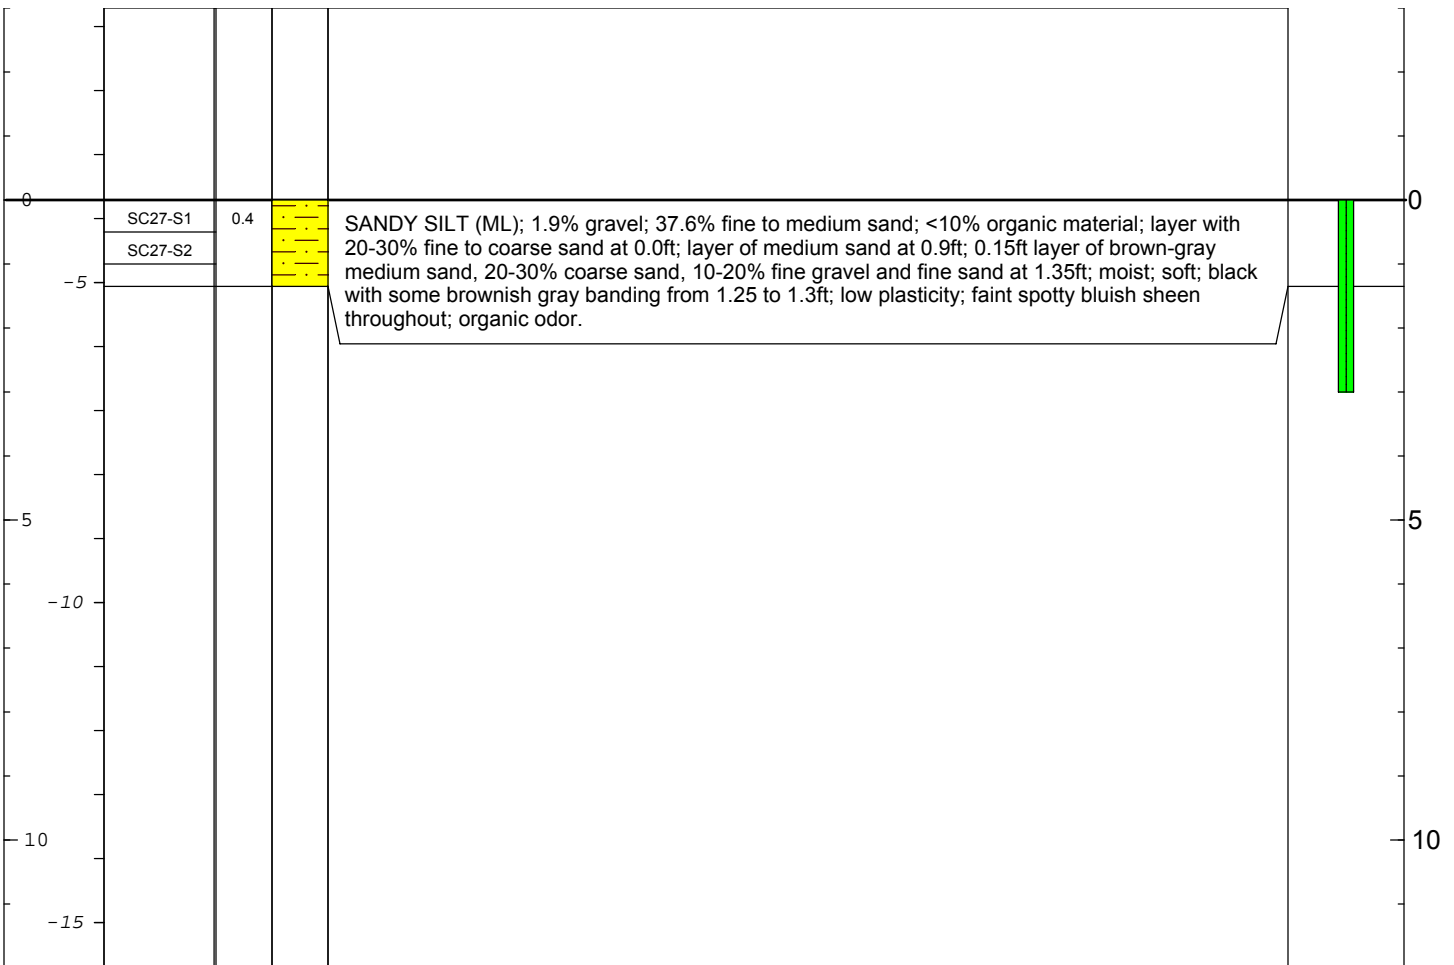 0
0
SC27-S1
0.4
SANDY SILT (ML); 1.9% gravel; 37.6% fine to medium sand; <10% organic material; layer with
20-30% fine to coarse sand at 0.0ft; layer of medium sand at 0.9ft; 0.15ft layer of brown-gray
medium sand, 20-30% coarse sand, 10-20% fine gravel and fine sand at 1.35ft; moist; soft; black
with some brownish gray banding from 1.25 to 1.3ft; low plasticity; faint spotty bluish sheen
throughout; organic odor.
SC27-S2
-5
5
5
-10
10
10
-15